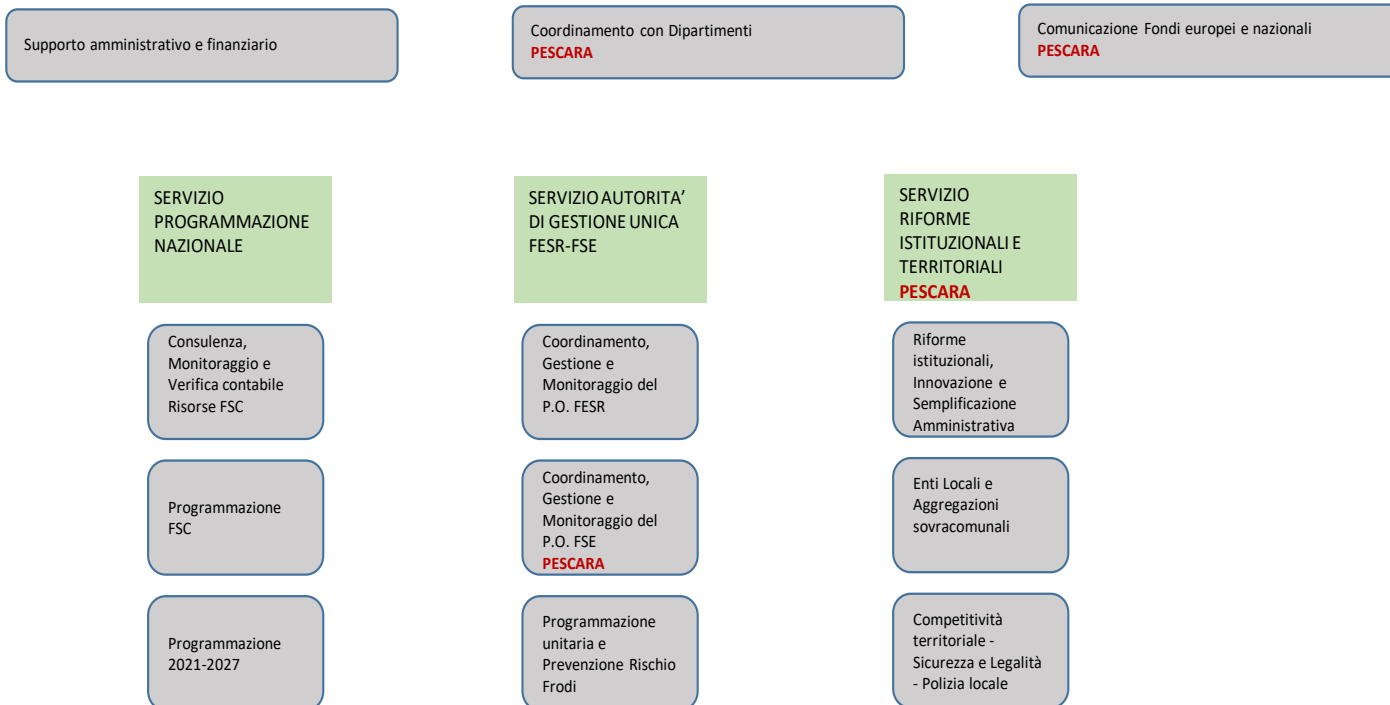 Supporto amministrativo e finanziario
Coordinamento con Dipartimenti
PESCARA
Comunicazione Fondi europei e nazionali
PESCARA
SERVIZIO
PROGRAMMAZIONE
NAZIONALE
Consulenza,
Monitoraggio e
Verifica contabile
Risorse FSC
Programmazione
FSC
Programmazione
2021-2027
SERVIZIO AUTORITA’
DI GESTIONE UNICA
FESR-FSE
Coordinamento,
Gestione e
Monitoraggio del
P.O. FESR
Coordinamento,
Gestione e
Monitoraggio del
P.O. FSE
PESCARA
Programmazione
unitaria e
Prevenzione Rischio
Frodi
SERVIZIO
RIFORME
ISTITUZIONALI E
TERRITORIALI
PESCARA
Riforme
istituzionali,
Innovazione e
Semplificazione
Amministrativa
Enti Locali e
Aggregazioni
sovracomunali
Competitività
territoriale -
Sicurezza e Legalità
- Polizia locale